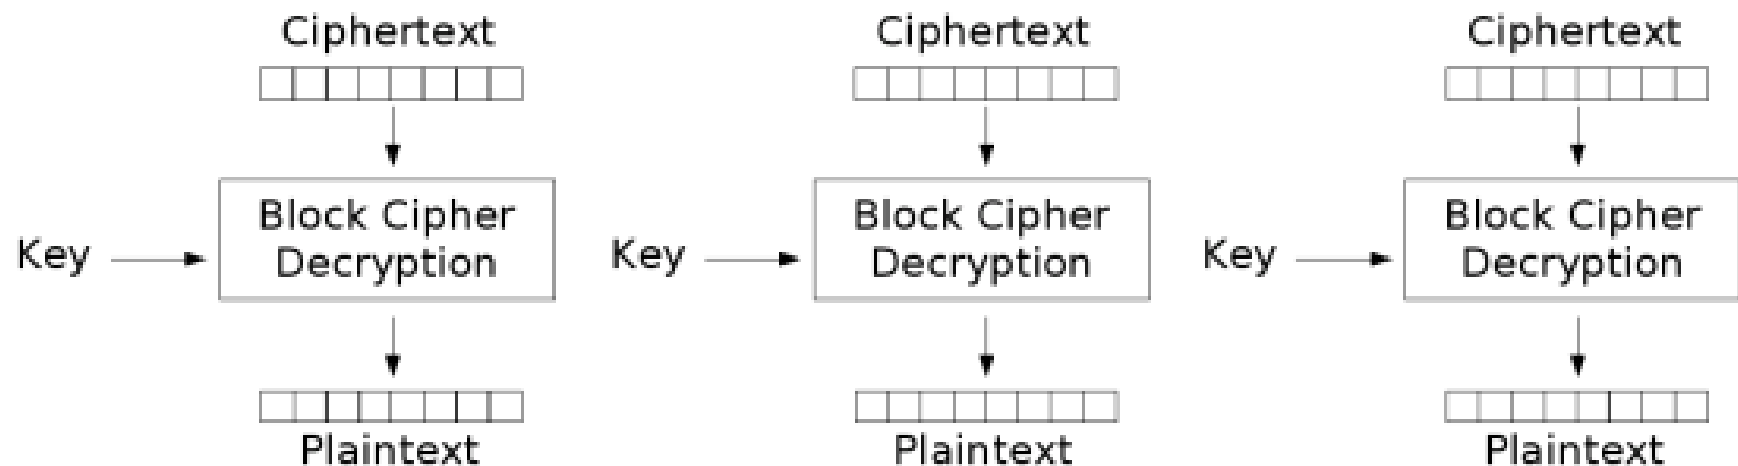 Ciphertext Ciphertext Ciphertext
Block Cipher Block Cipher Block Cipher
Key Decryption Key Decryption Key Decryption
Plaintext Plaintext Plaintext